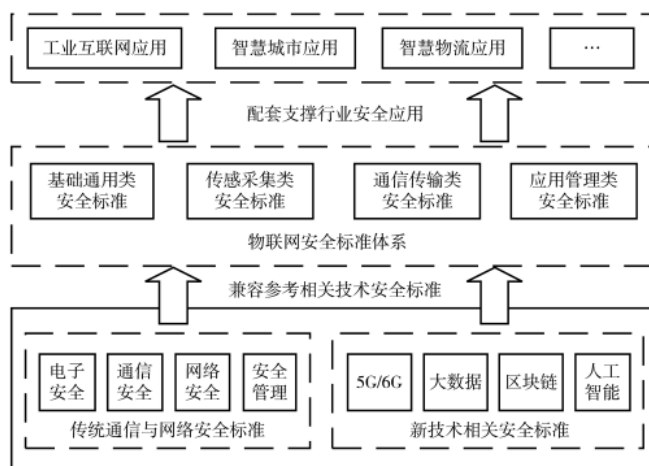 工业互联网应用
智慧城市应用
智慧物流应用
…
配套支撑行业安全应用
基础通用类
安全标准
传感采集类
安全标准
通信传输类
安全标准
应用管理类
安全标准
物联网安全标准体系
兼容参考相关技术安全标准
电子
安全
通信
安全
网络
安全
安全
管理
传统通信与网络安全标准
5G/6G
大数据
区块链
人工
智能
新技术相关安全标准